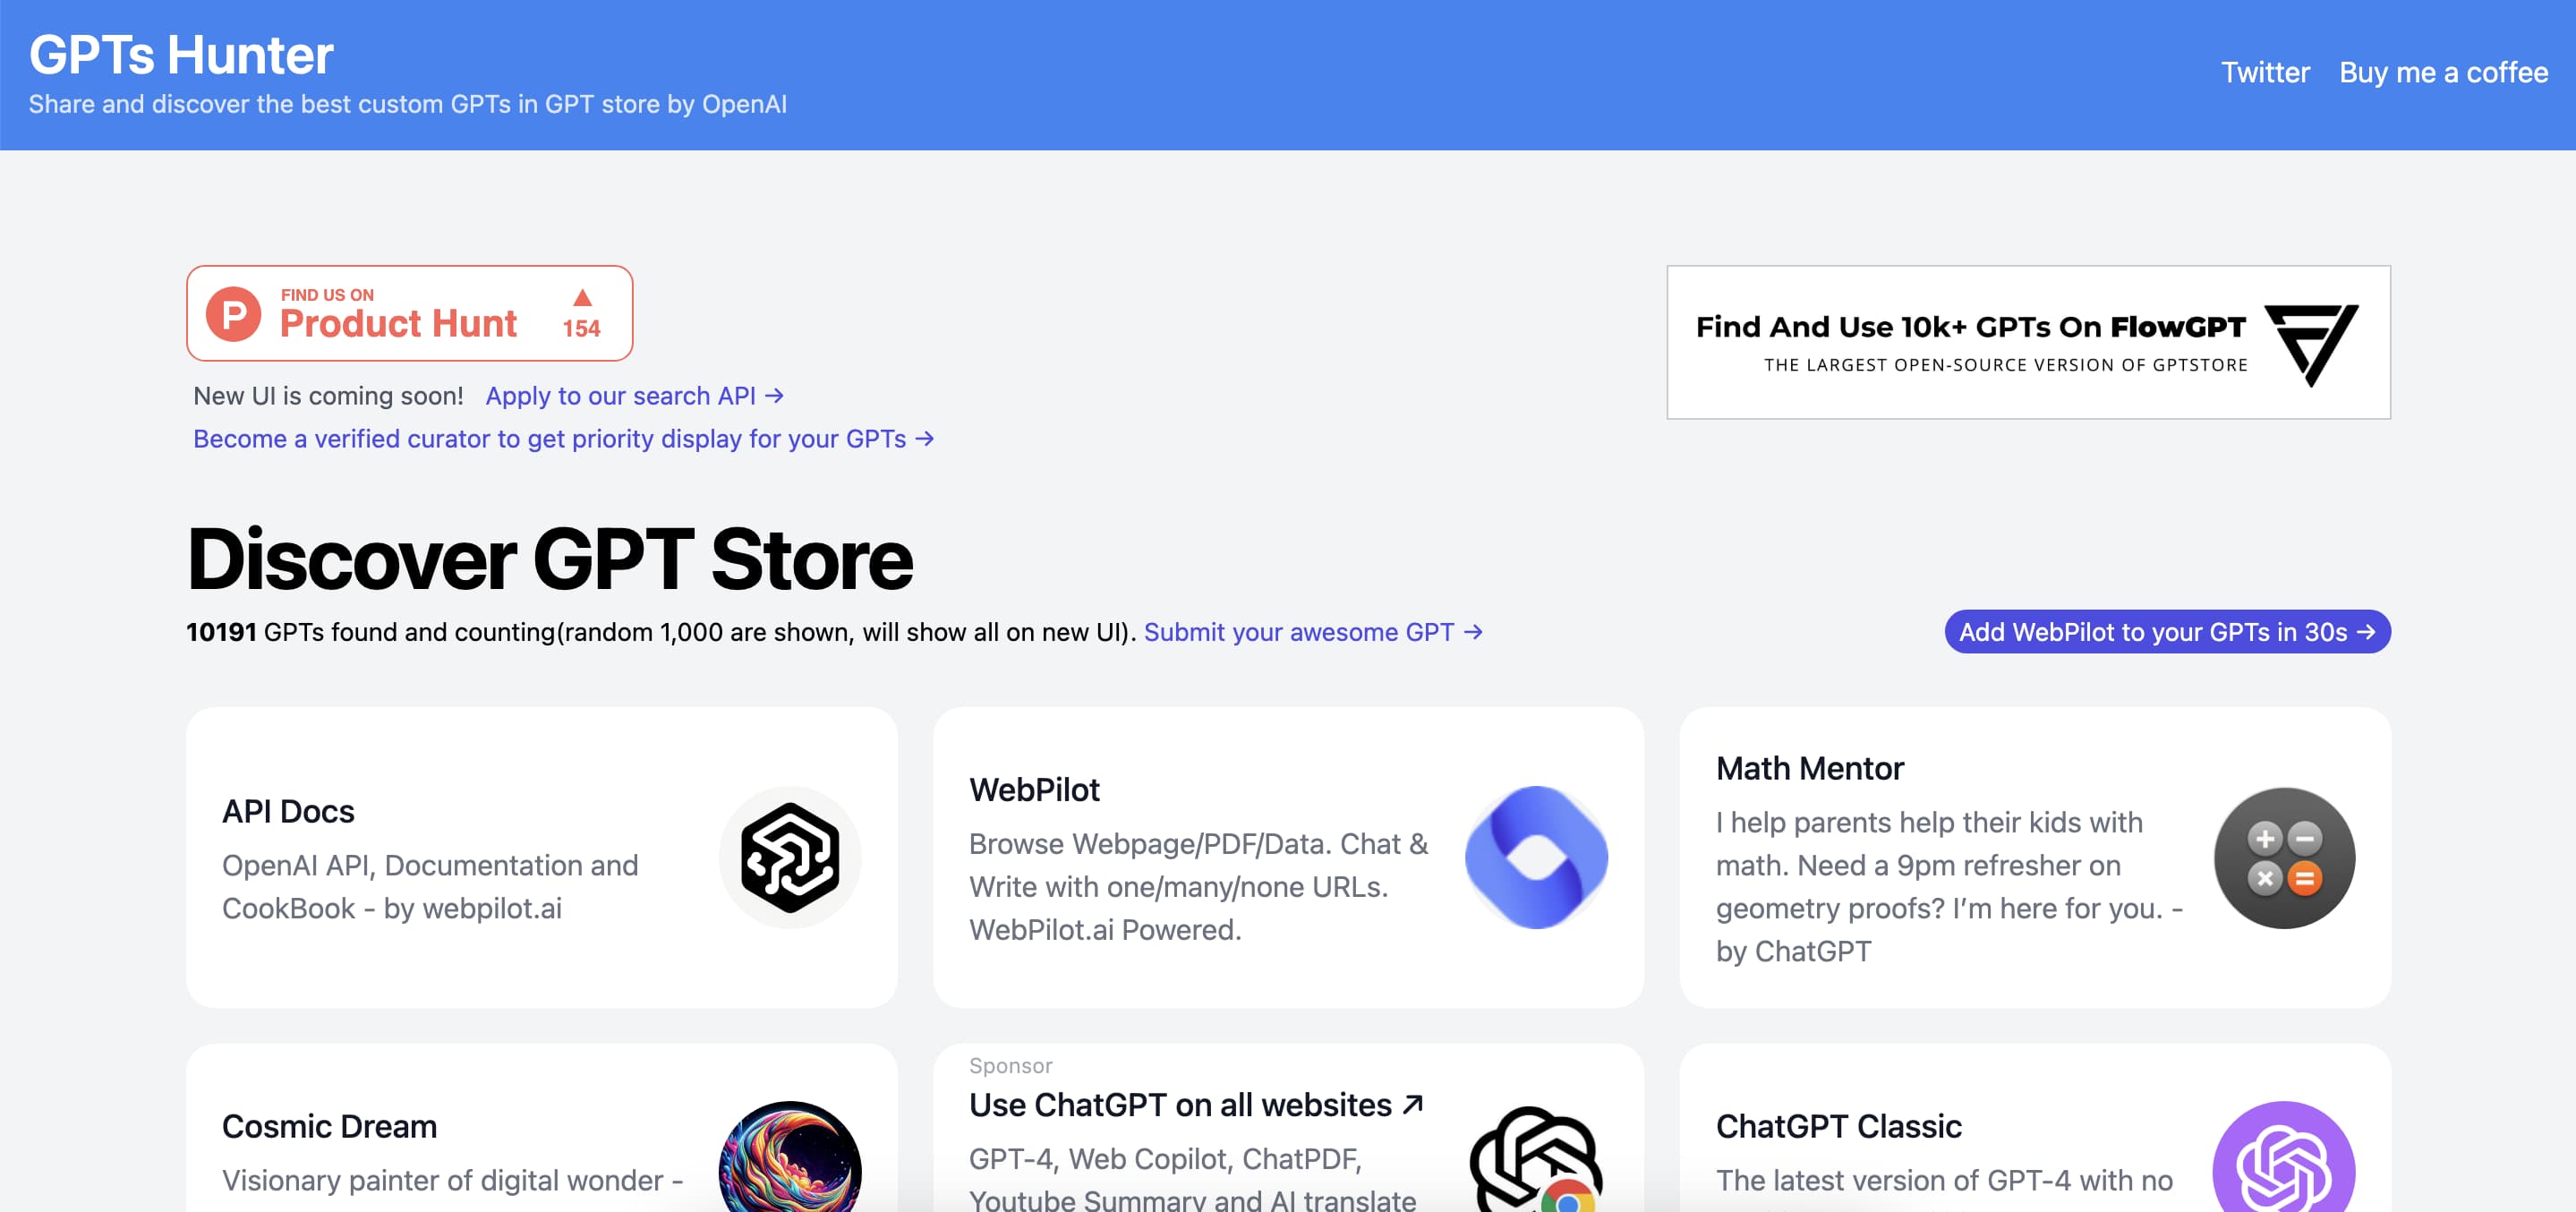 GPTs Hunter
Share and discover the best custom GPTs in GPT store by OpenAI
Twitter
Buy me a coffee
P
FIND US ON
Product Hunt
▲
154
New UI is coming soon! Apply to our search API →
Become a verified curator to get priority display for your GPTs →
Find And Use 10k+ GPTs On FlowGPT
THE LARGEST OPEN-SOURCE VERSION OF GPTSTORE
Discover GPT Store
10191 GPTs found and counting(random 1,000 are shown, will show all on new UI). Submit your awesome GPT →
Add WebPilot to your GPTs in 30s →
API Docs
OpenAI API, Documentation and
CookBook - by webpilot.ai
WebPilot
Browse Webpage/PDF/Data. Chat &
Write with one/many/none URLs.
WebPilot.ai Powered.
Math Mentor
I help parents help their kids with
math. Need a 9pm refresher on
geometry proofs? I’m here for you. -
by ChatGPT
Cosmic Dream
Visionary painter of digital wonder -
Sponsor
Use ChatGPT on all websites ↗
GPT-4, Web Copilot, ChatPDF,
Youtube Summary and AI translate
ChatGPT Classic
The latest version of GPT-4 with no